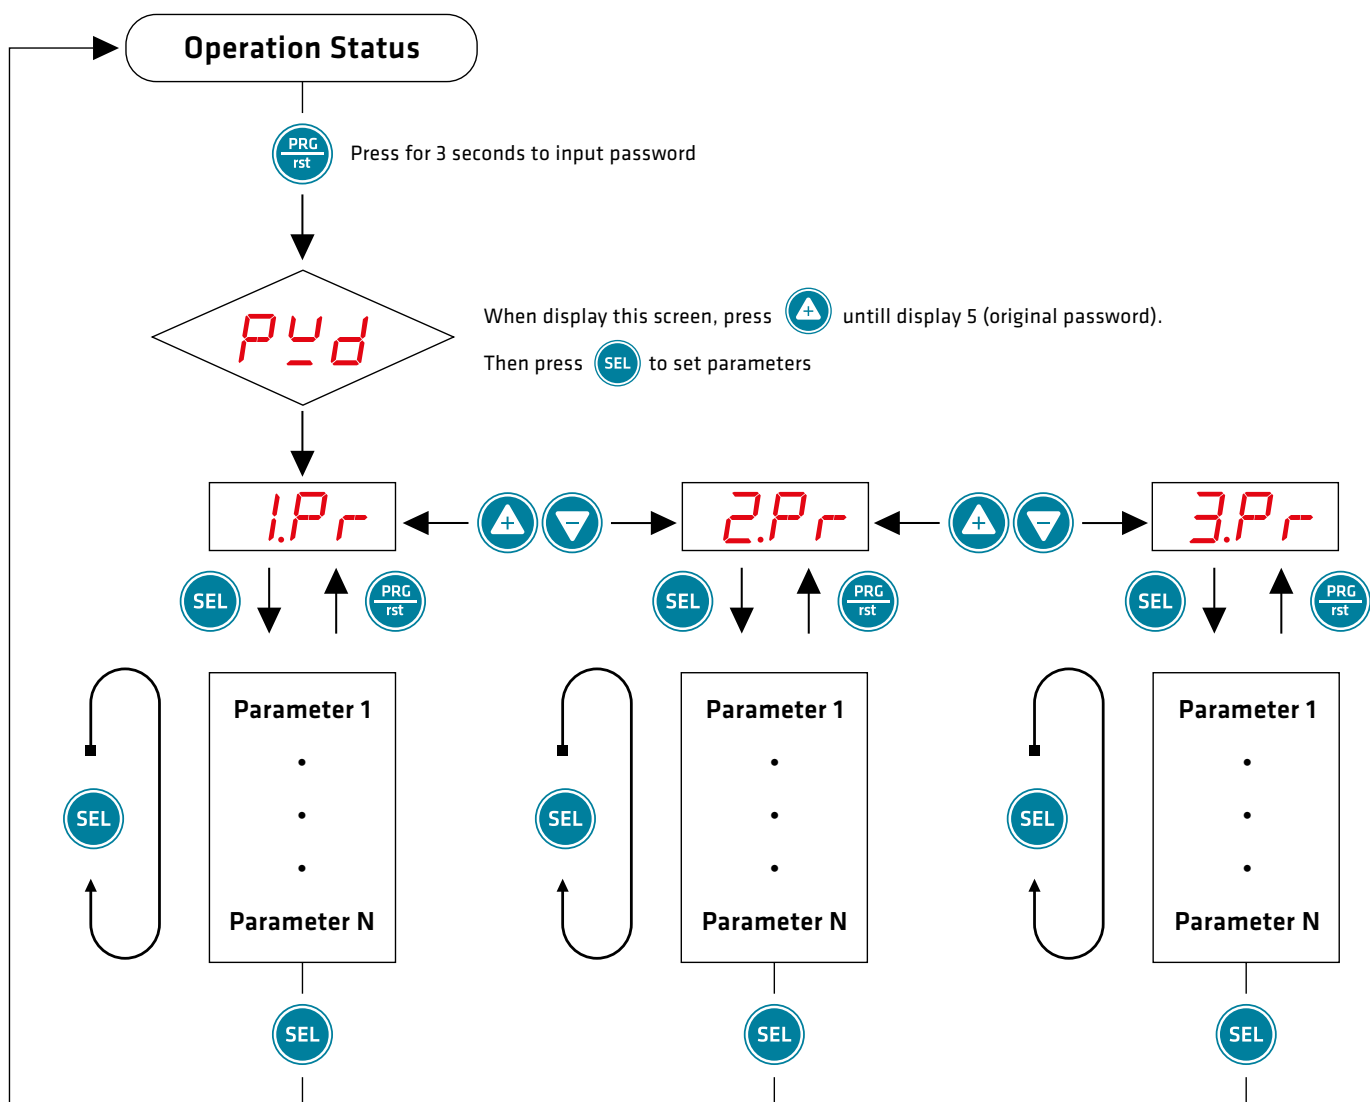 Operation Status
PRG
rst
Press for 3 seconds to input password
Pyd
When display this screen, press + untill display 5 (original password).
Then press SEL to set parameters
1.Pr + − 2.Pr + − 3.Pr
SEL PRG rst SEL PRG rst SEL PRG rst
Parameter 1 Parameter 1 Parameter 1
SEL SEL SEL
Parameter N Parameter N Parameter N
SEL SEL SEL